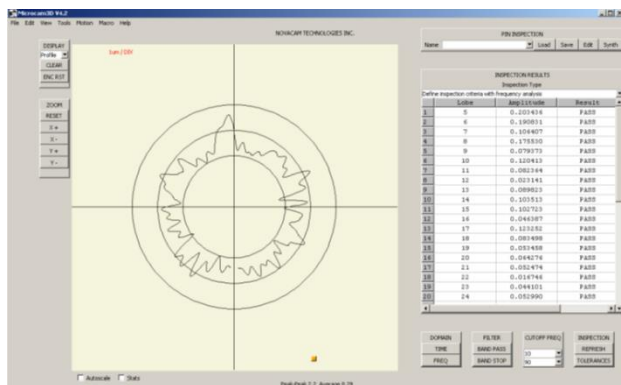 Microcam3D V4.2
File Edit View Tools Motion Macro Help
NOVACAM TECHNOLOGIES INC.
DISPLAY
Profile
CLEAR
ENC RST
ZOOM
RESET
X +
X -
Y +
Y -
1um / DIV
Autoscale Stats
PIN INSPECTION
Name: Load Save Edit Synth
INSPECTION RESULTS
Inspection Type
Define inspection criteria with frequency analysis
Lobe Amplitude Result
1 5 0.203436 PASS
2 6 0.190831 PASS
3 7 0.106407 PASS
4 8 0.175530 PASS
5 9 0.079373 PASS
6 10 0.120413 PASS
7 11 0.082364 PASS
8 12 0.023141 PASS
9 13 0.089823 PASS
10 14 0.103513 PASS
11 15 0.102723 PASS
12 16 0.046387 PASS
13 17 0.123252 PASS
14 18 0.083498 PASS
15 19 0.053458 PASS
16 20 0.064276 PASS
17 21 0.052474 PASS
18 22 0.016746 PASS
19 23 0.044101 PASS
20 24 0.052990 PASS
DOMAIN FILTER CUTOFF FREQ INSPECTION
TIME BAND PASS 10 REFRESH
FREQ BAND STOP 90 TOLERANCES